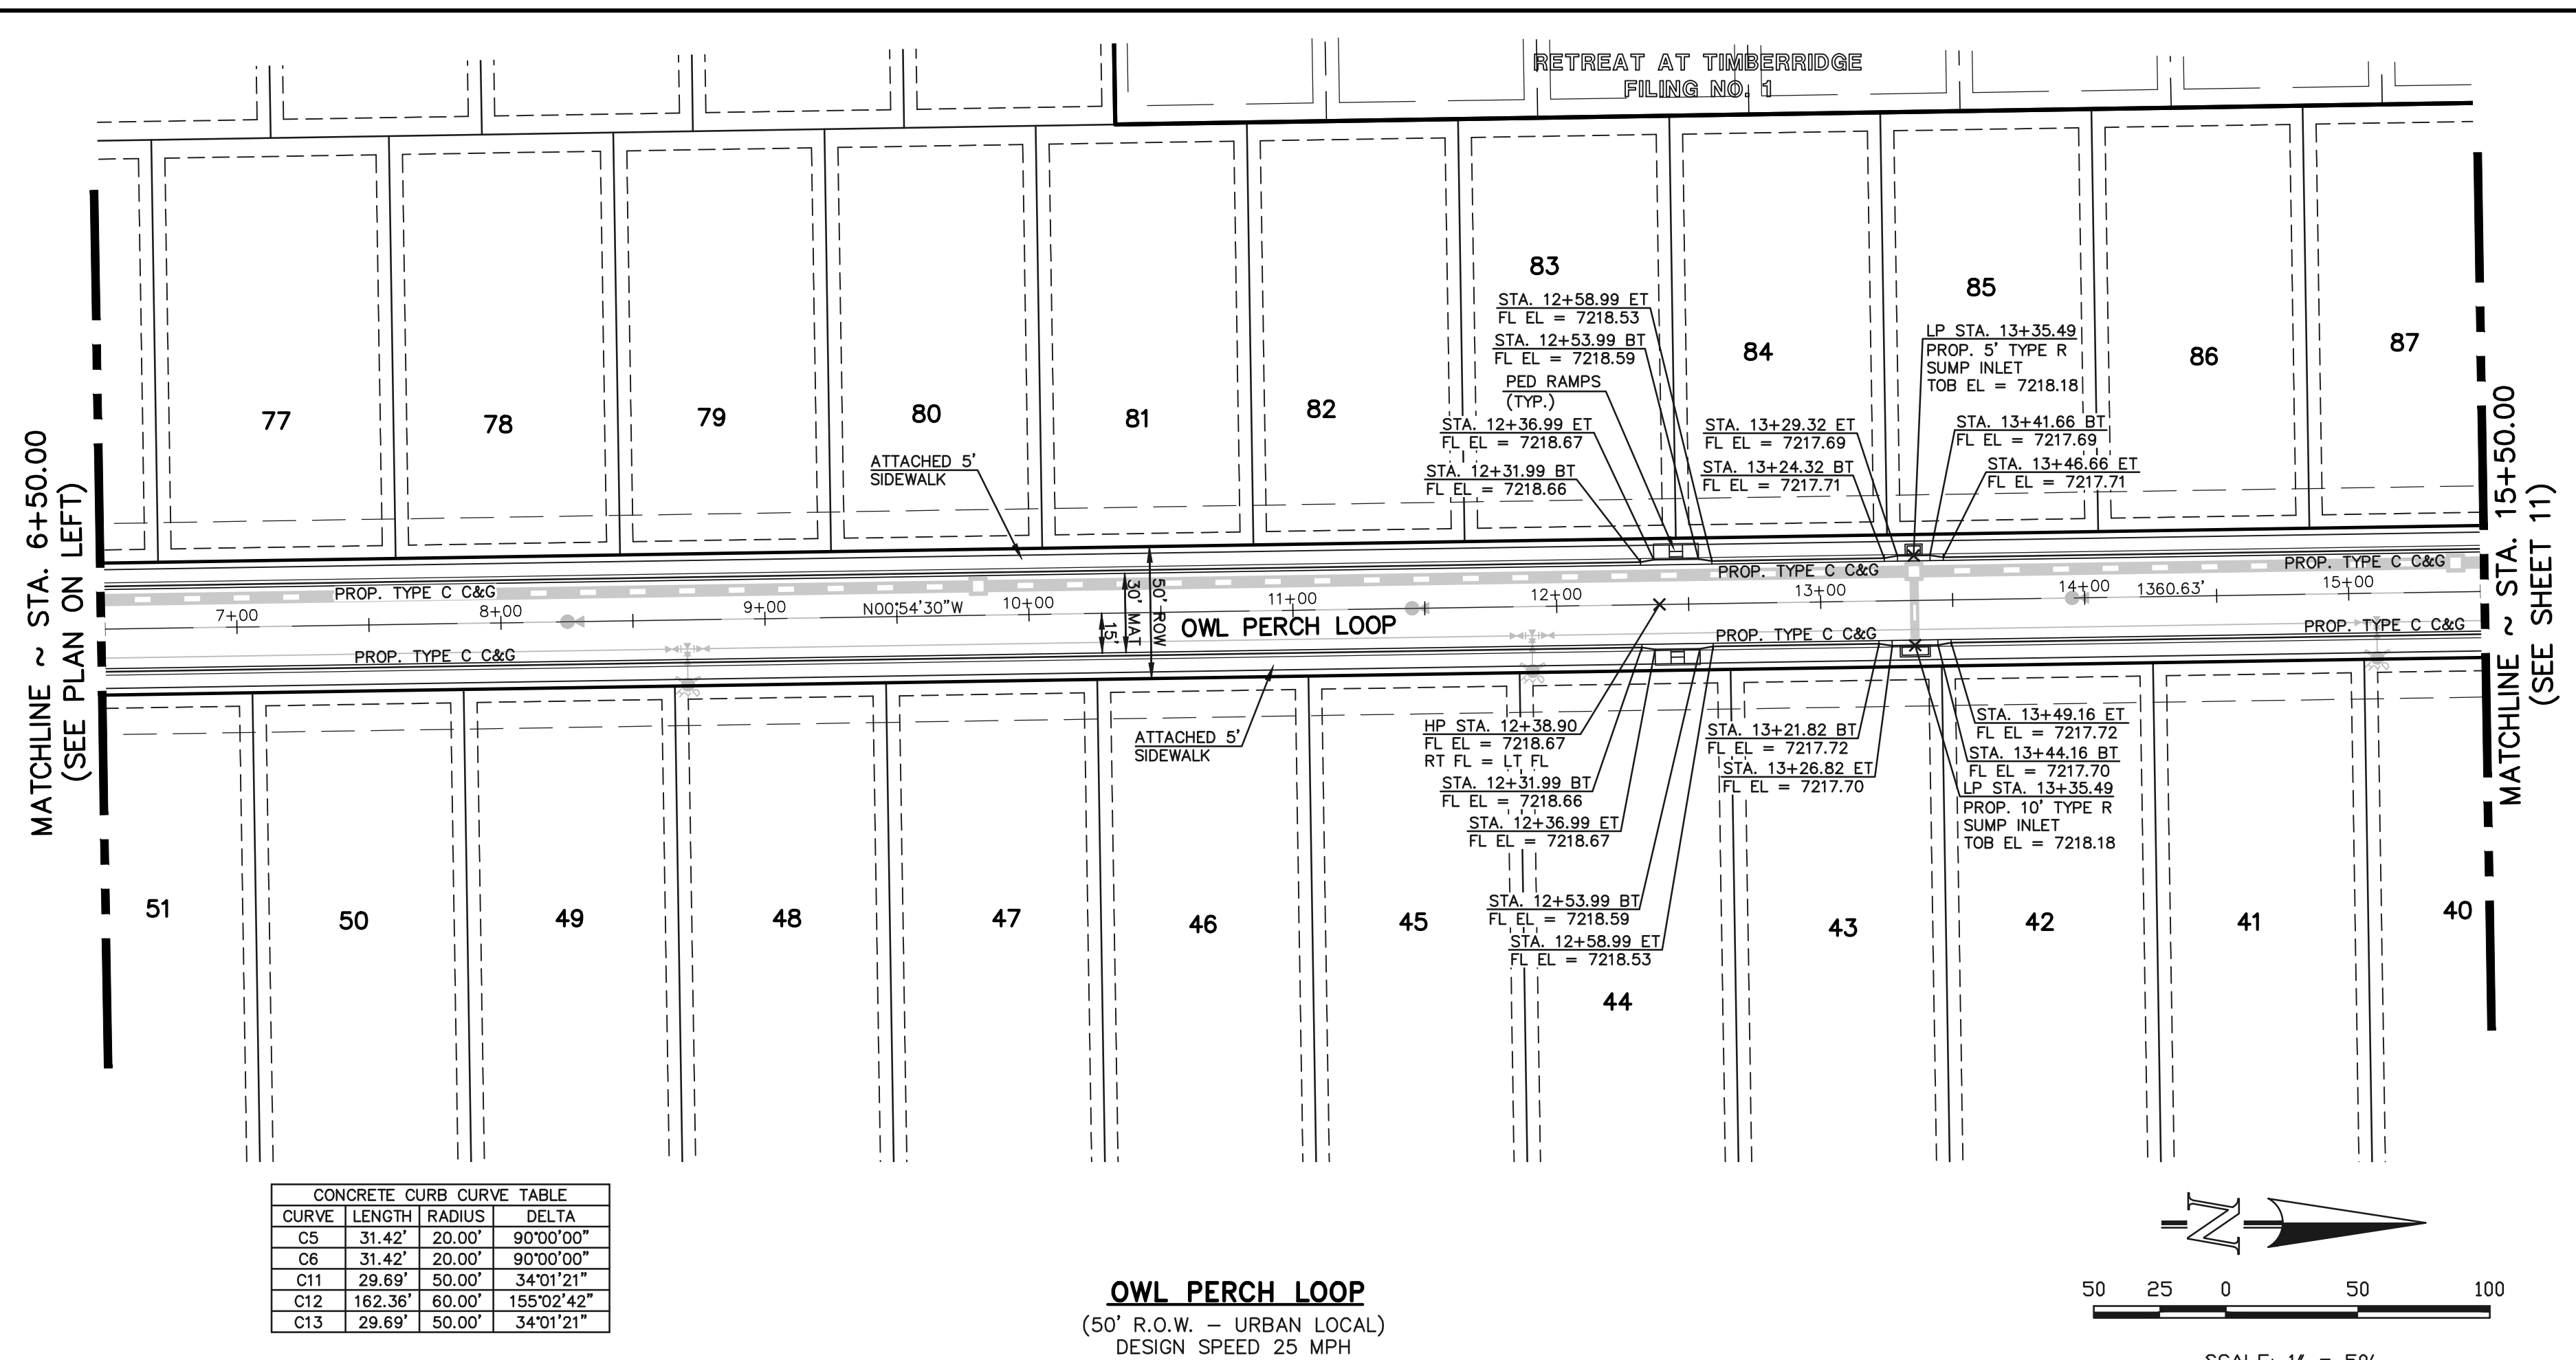 RETREAT AT TIMBERRIDGE
FILING NO. 1
83
STA. 12+58.99 ET
FL EL = 7218.53
STA. 12+53.99 BT
FL EL = 7218.59
PED RAMPS
(TYP.)
STA. 12+36.99 ET
FL EL = 7218.67
STA. 12+31.99 BT
FL EL = 7218.66
84
STA. 13+29.32 ET
FL EL = 7217.69
STA. 13+24.32 BT
FL EL = 7217.71
85
LP STA. 13+35.49
PROP. 5' TYPE R
SUMP INLET
TOB EL = 7218.18
STA. 13+41.66 BT
FL EL = 7217.69
STA. 13+46.66 ET
FL EL = 7217.71
86
87
77
78
79
80
81
82
ATTACHED 5'
SIDEWALK
MATCHLINE ~ STA. 6+50.00
(SEE PLAN ON LEFT)
MATCHLINE ~ STA. 15+50.00
(SEE SHEET 11)
PROP. TYPE C C&G
PROP. TYPE C C&G
PROP. TYPE C C&G
7+00
8+00
9+00
N00°54'30"W
10+00
11+00
12+00
13+00
14+00
1360.63'
15+00
15'
30' MAT
50' ROW
OWL PERCH LOOP
PROP. TYPE C C&G
PROP. TYPE C C&G
PROP. TYPE C C&G
ATTACHED 5'
SIDEWALK
HP STA. 12+38.90
FL EL = 7218.67
RT FL = LT FL
STA. 12+31.99 BT
FL EL = 7218.66
STA. 12+36.99 ET
FL EL = 7218.67
STA. 12+53.99 BT
FL EL = 7218.59
STA. 12+58.99 ET
FL EL = 7218.53
STA. 13+21.82 BT
FL EL = 7217.72
STA. 13+26.82 ET
FL EL = 7217.70
STA. 13+49.16 ET
FL EL = 7217.72
STA. 13+44.16 BT
FL EL = 7217.70
LP STA. 13+35.49
PROP. 10' TYPE R
SUMP INLET
TOB EL = 7218.18
51
50
49
48
47
46
45
44
43
42
41
40
CONCRETE CURB CURVE TABLE
CURVE LENGTH RADIUS DELTA
C5 31.42' 20.00' 90°00'00"
C6 31.42' 20.00' 90°00'00"
C11 29.69' 50.00' 34°01'21"
C12 162.36' 60.00' 155°02'42"
C13 29.69' 50.00' 34°01'21"
OWL PERCH LOOP
(50' R.O.W. – URBAN LOCAL)
DESIGN SPEED 25 MPH
N
50 25 0 50 100